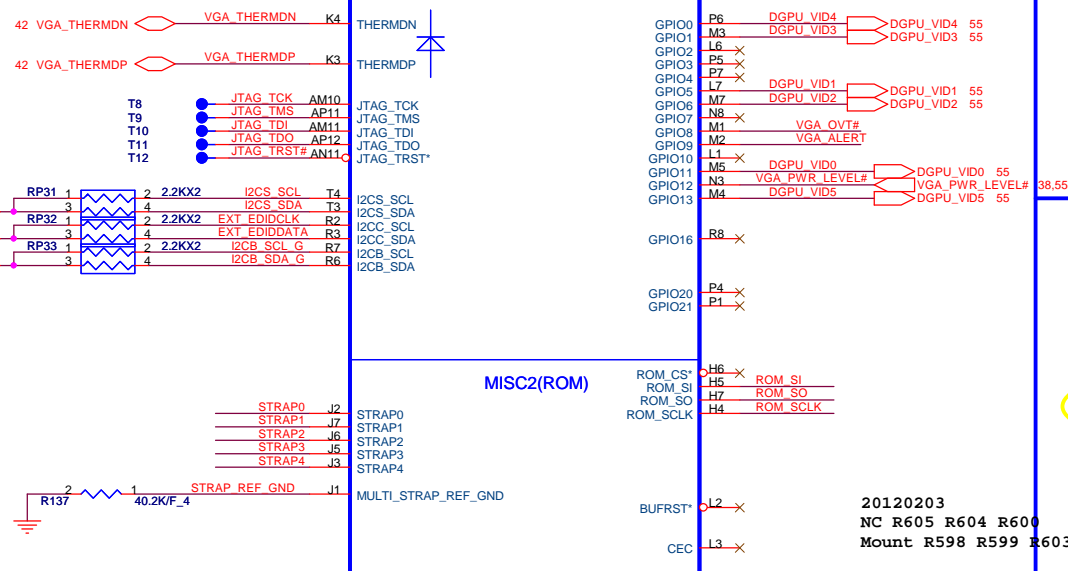 42 VGA_THERMDN VGA_THERMDN K4 THERMDN
42 VGA_THERMDP VGA_THERMDP K3 THERMDP
T8 JTAG_TCK AM10 JTAG_TCK
T9 JTAG_TMS AP11 JTAG_TMS
T10 JTAG_TDI AM11 JTAG_TDI
T11 JTAG_TDO AP12 JTAG_TDO
T12 JTAG_TRST# AN11 JTAG_TRST*
RP31 1 2 2.2KX2 I2CS_SCL T4 I2CS_SCL
3 4 I2CS_SDA T3 I2CS_SDA
RP32 1 2 2.2KX2 EXT_EDIDCLK R2 I2CC_SCL
3 4 EXT_EDIDDATA R3 I2CC_SDA
RP33 1 2 2.2KX2 I2CB_SCL_G R7 I2CB_SCL
3 4 I2CB_SDA_G R6 I2CB_SDA
GPIO0 P6 DGPU_VID4 DGPU_VID4 55
GPIO1 M3 DGPU_VID3 DGPU_VID3 55
GPIO2 L6
GPIO3 P5
GPIO4 P7
GPIO5 L7 DGPU_VID1 DGPU_VID1 55
GPIO6 M7 DGPU_VID2 DGPU_VID2 55
GPIO7 N8
GPIO8 M1 VGA_OVT#
GPIO9 M2 VGA_ALERT
GPIO10 L1
GPIO11 M5 DGPU_VID0 DGPU_VID0 55
GPIO12 N3 VGA_PWR_LEVEL# VGA_PWR_LEVEL# 38,55
GPIO13 M4 DGPU_VID5 DGPU_VID5 55
GPIO16 R8
GPIO20 P4
GPIO21 P1
MISC2(ROM)
ROM_CS* H6
ROM_SI H5 ROM_SI
ROM_SO H7 ROM_SO
ROM_SCLK H4 ROM_SCLK
STRAP0 J2 STRAP0
STRAP1 J7 STRAP1
STRAP2 J6 STRAP2
STRAP3 J5 STRAP3
STRAP4 J3 STRAP4
R137 2 1 40.2K/F_4 STRAP_REF_GND J1 MULTI_STRAP_REF_GND
BUFRST* L2
CEC L3
20120203
NC R605 R604 R600
Mount R598 R599 R603